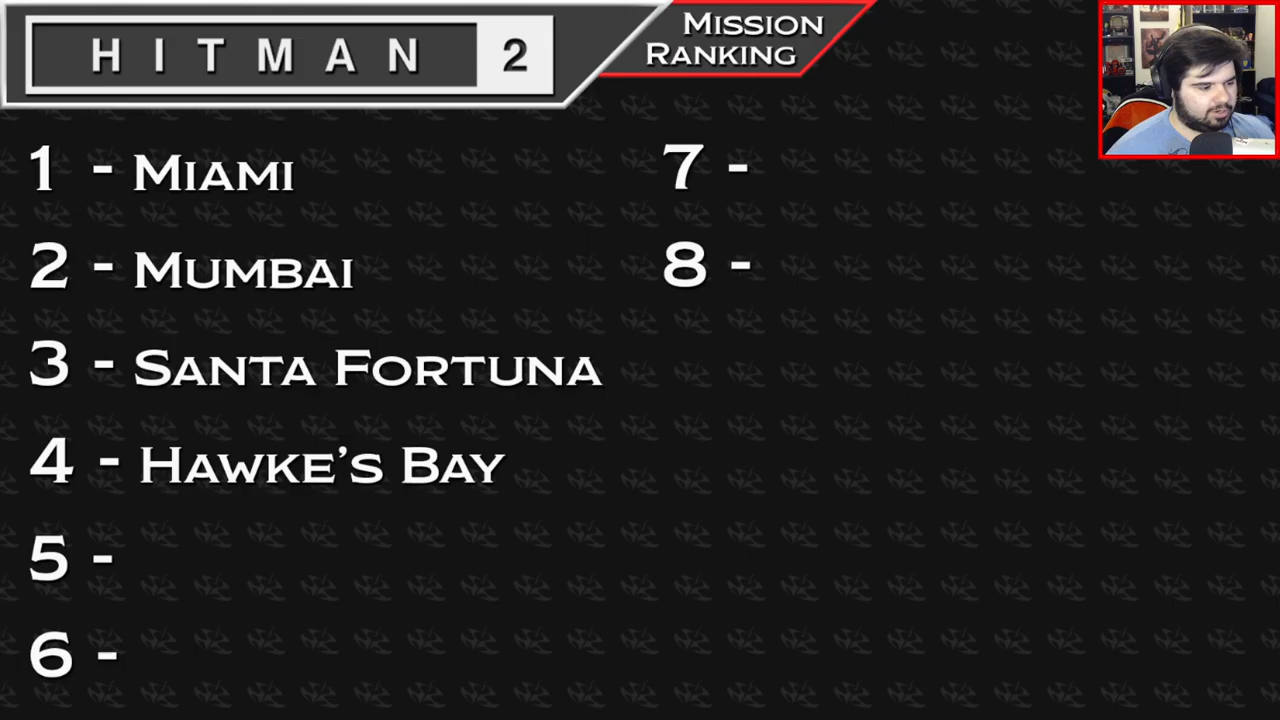 HITMAN 2
Mission
Ranking
1 - Miami
2 - Mumbai
3 - Santa Fortuna
4 - Hawke's Bay
5 -
6 -
7 -
8 -